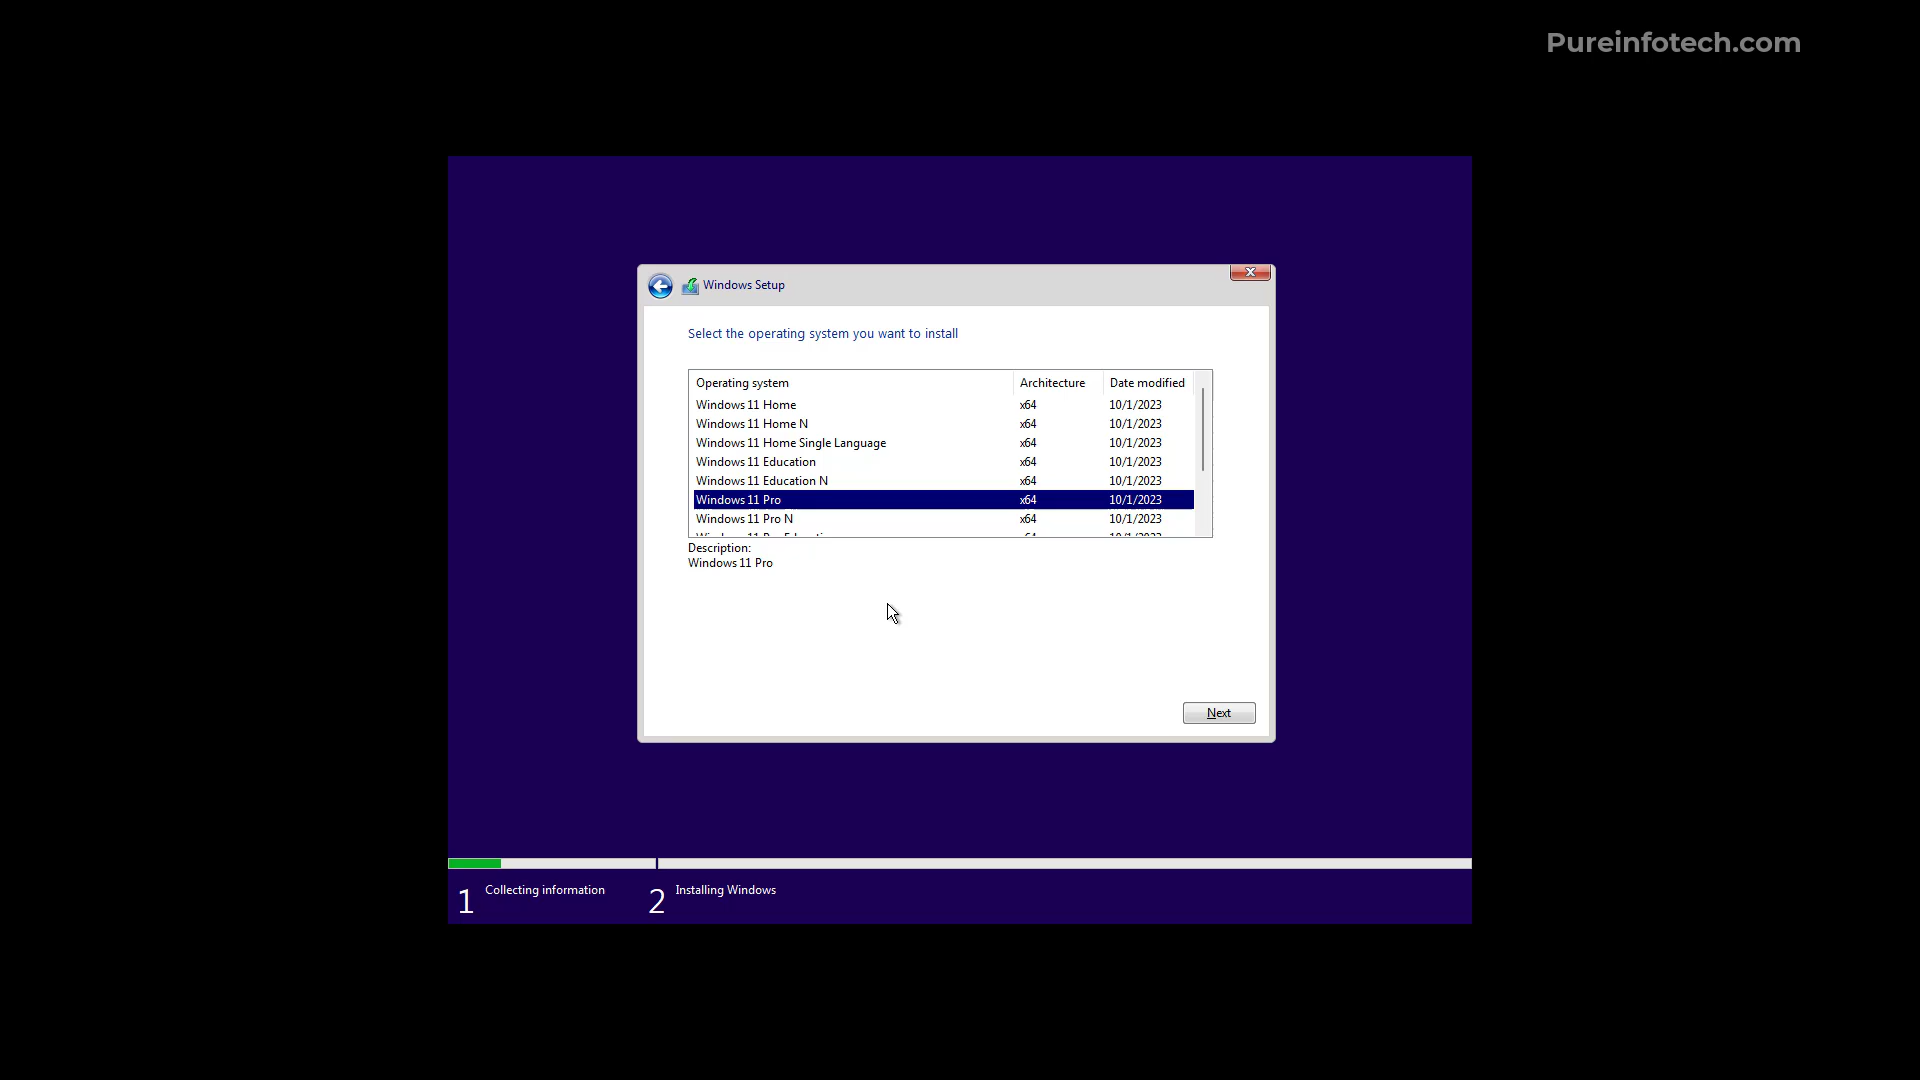 Pureinfotech.com
Windows Setup
Select the operating system you want to install
Operating system Architecture Date modified
Windows 11 Home x64 10/1/2023
Windows 11 Home N x64 10/1/2023
Windows 11 Home Single Language x64 10/1/2023
Windows 11 Education x64 10/1/2023
Windows 11 Education N x64 10/1/2023
Windows 11 Pro x64 10/1/2023
Windows 11 Pro N x64 10/1/2023
Description:
Windows 11 Pro
Next
1 Collecting information 2 Installing Windows